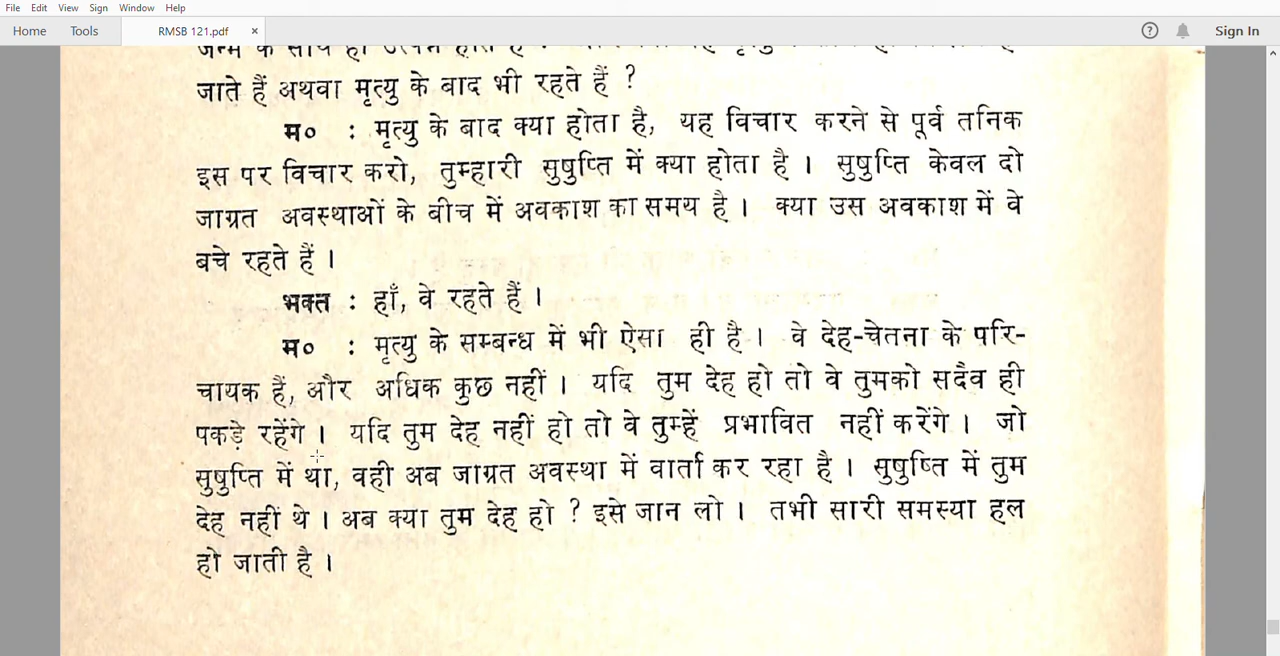 File Edit View Sign Window Help
Home Tools RMSB 121.pdf × ? Sign In
जन्म के साथ ही उत्पन्न होते हैं
जाते हैं अथवा मृत्यु के बाद भी रहते हैं ?
म० : मृत्यु के बाद क्या होता है, यह विचार करने से पूर्व तनिक
इस पर विचार करो, तुम्हारी सुषुप्ति में क्या होता है । सुषुप्ति केवल दो
जाग्रत अवस्थाओं के बीच में अवकाश का समय है । क्या उस अवकाश में वे
बचे रहते हैं ।
भक्त : हाँ, वे रहते हैं ।
म० : मृत्यु के सम्बन्ध में भी ऐसा ही है । वे देह-चेतना के परि-
चायक हैं, और अधिक कुछ नहीं । यदि तुम देह हो तो वे तुमको सदैव ही
पकड़े रहेंगे । यदि तुम देह नहीं हो तो वे तुम्हें प्रभावित नहीं करेंगे । जो
सुषुप्ति में था, वही अब जाग्रत अवस्था में वार्ता कर रहा है । सुषुप्ति में तुम
देह नहीं थे । अब क्या तुम देह हो ? इसे जान लो । तभी सारी समस्या हल
हो जाती है ।